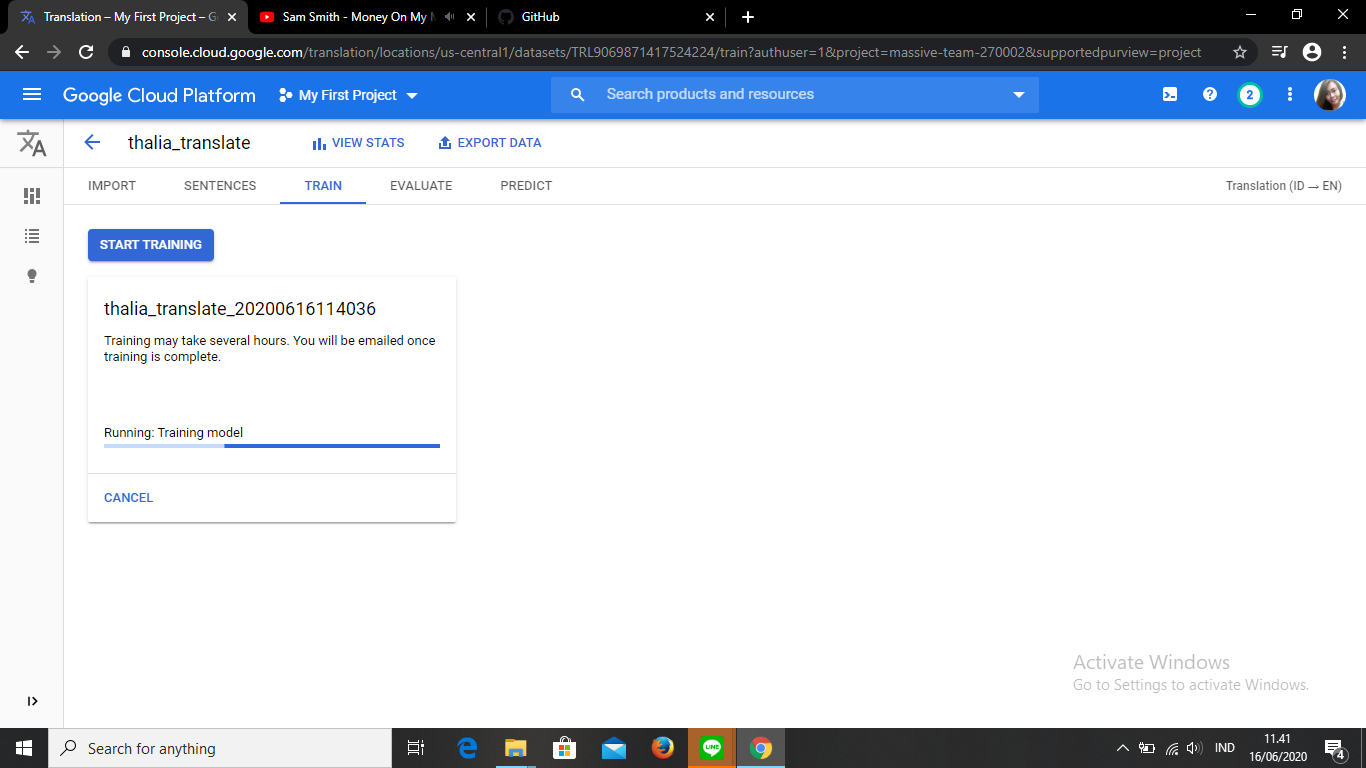 Translation – My First Project – G
Sam Smith - Money On My M
GitHub
console.cloud.google.com/translation/locations/us-central1/datasets/TRL9069871417524224/train?authuser=1&project=massive-team-270002&supportedpurview=project
Google Cloud Platform
My First Project
Search products and resources
2
thalia_translate
VIEW STATS
EXPORT DATA
IMPORT
SENTENCES
TRAIN
EVALUATE
PREDICT
Translation (ID → EN)
START TRAINING
thalia_translate_20200616114036
Training may take several hours. You will be emailed once
training is complete.
Running: Training model
CANCEL
Activate Windows
Go to Settings to activate Windows.
Search for anything
LINE
IND
11.41
16/06/2020
4